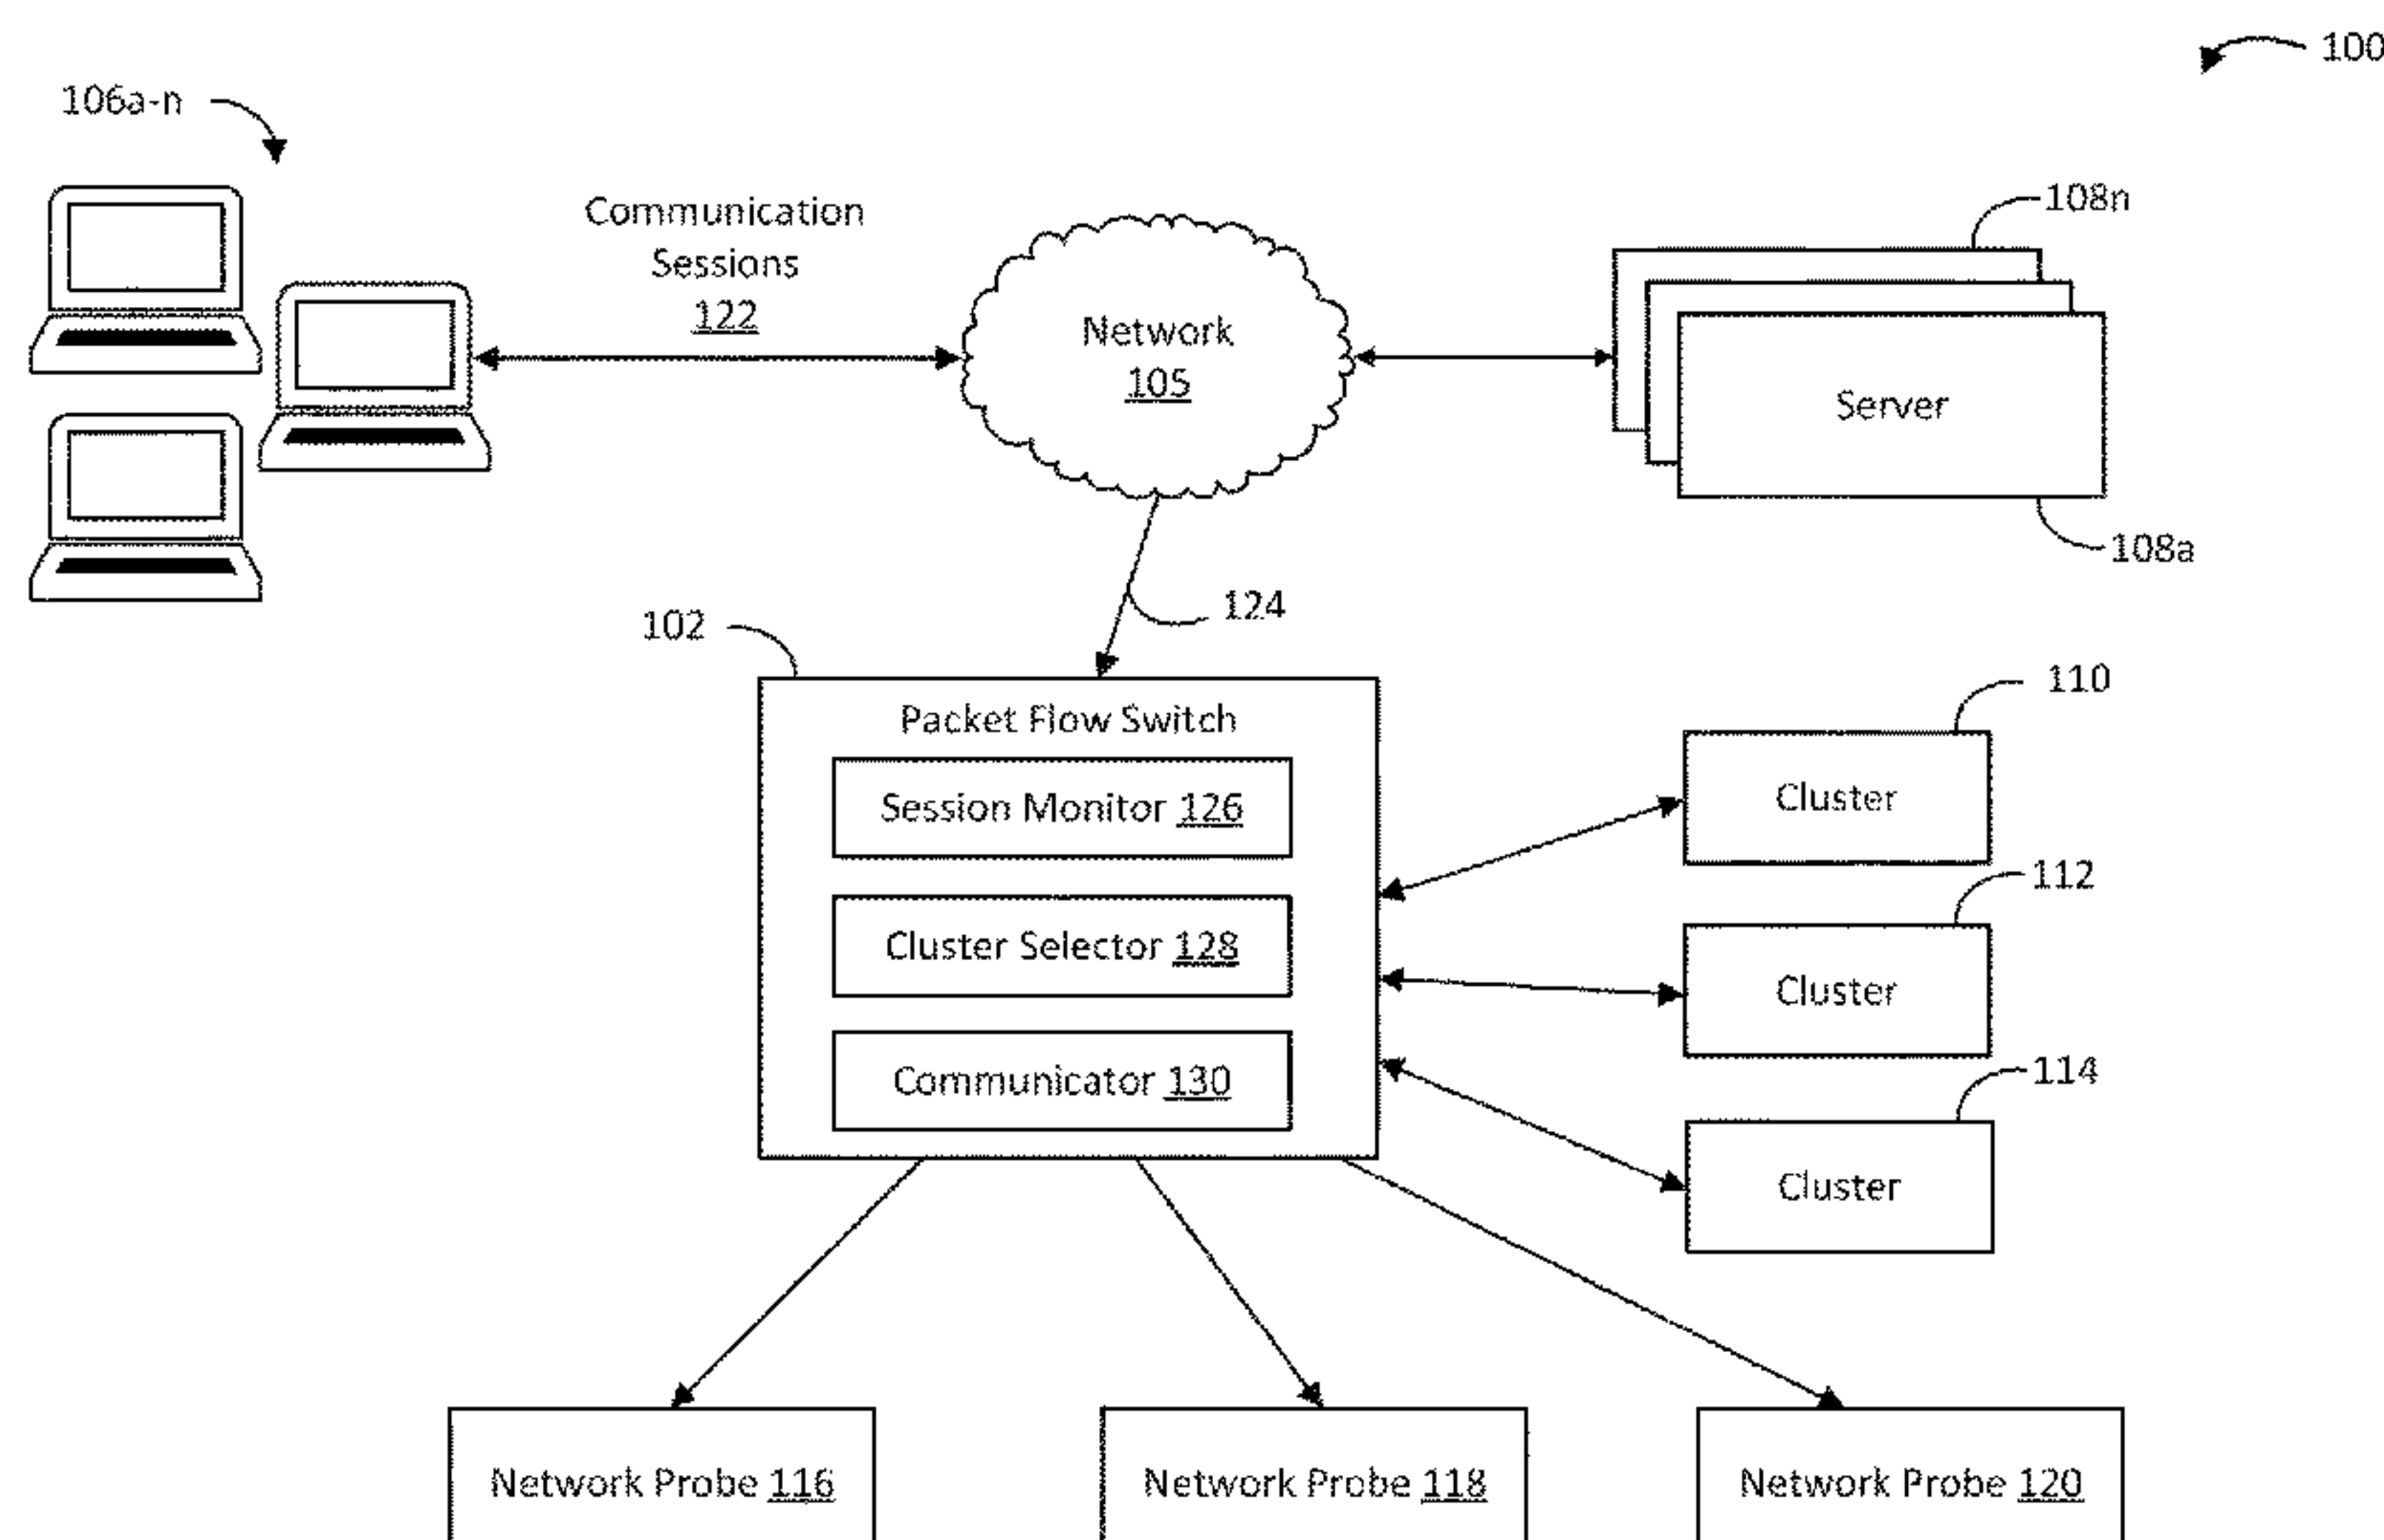 100
106a-n
Communication
Sessions
122
Network
105
108n
Server
108a
124
102
Packet Flow Switch
Session Monitor 126
Cluster Selector 128
Communicator 130
110
Cluster
112
Cluster
114
Cluster
Network Probe 116
Network Probe 118
Network Probe 120